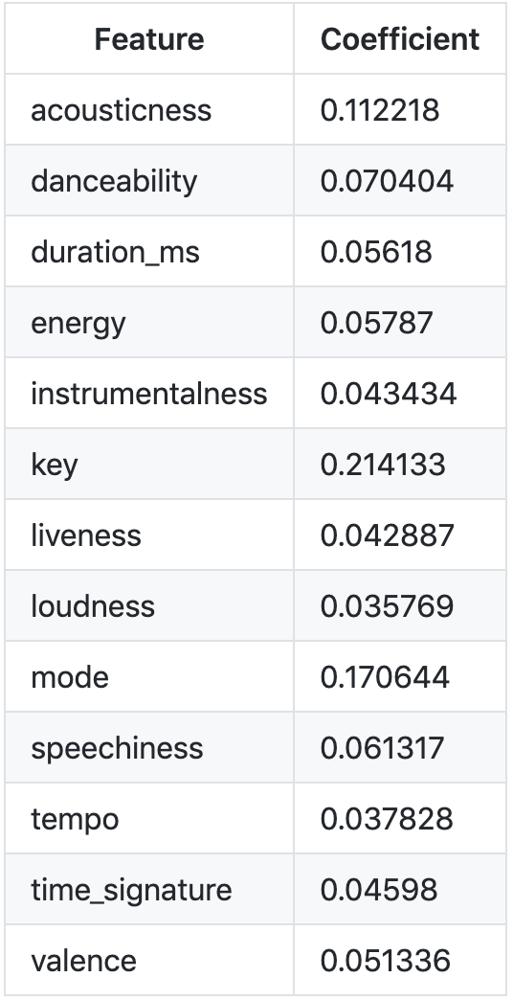 Feature Coefficient
acousticness 0.112218
danceability 0.070404
duration_ms 0.05618
energy 0.05787
instrumentalness 0.043434
key 0.214133
liveness 0.042887
loudness 0.035769
mode 0.170644
speechiness 0.061317
tempo 0.037828
time_signature 0.04598
valence 0.051336